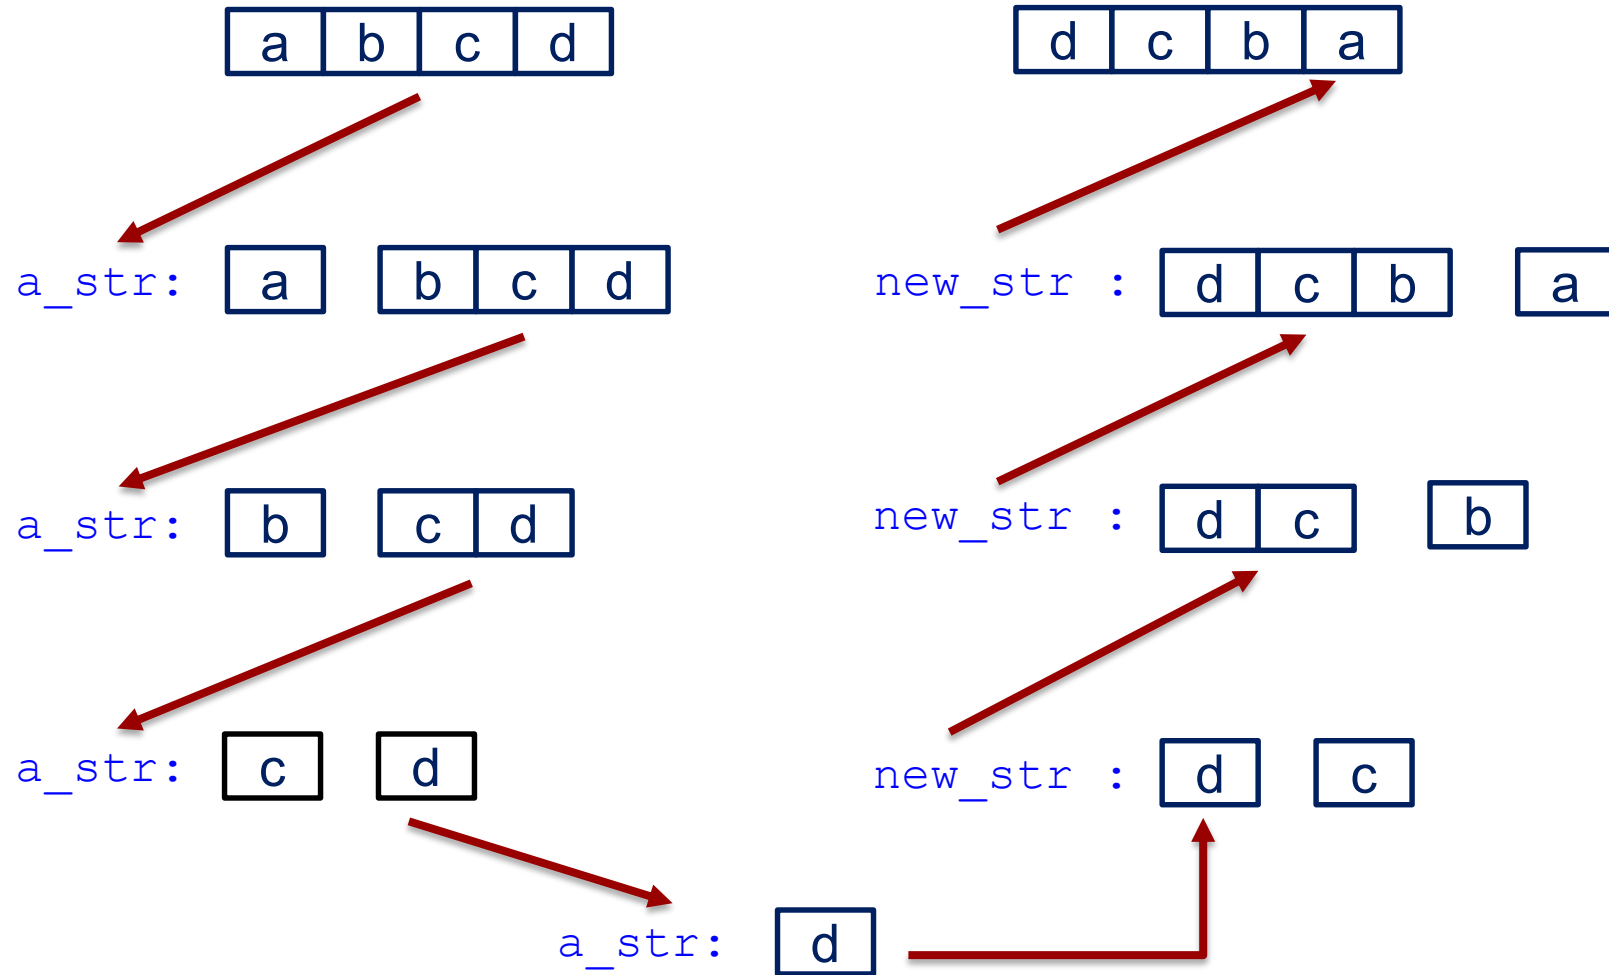 a b c d
d c b a
a_str: a b c d
new_str : d c b a
a_str: b c d
new_str : d c b
a_str: c d
new_str : d c
a_str: d